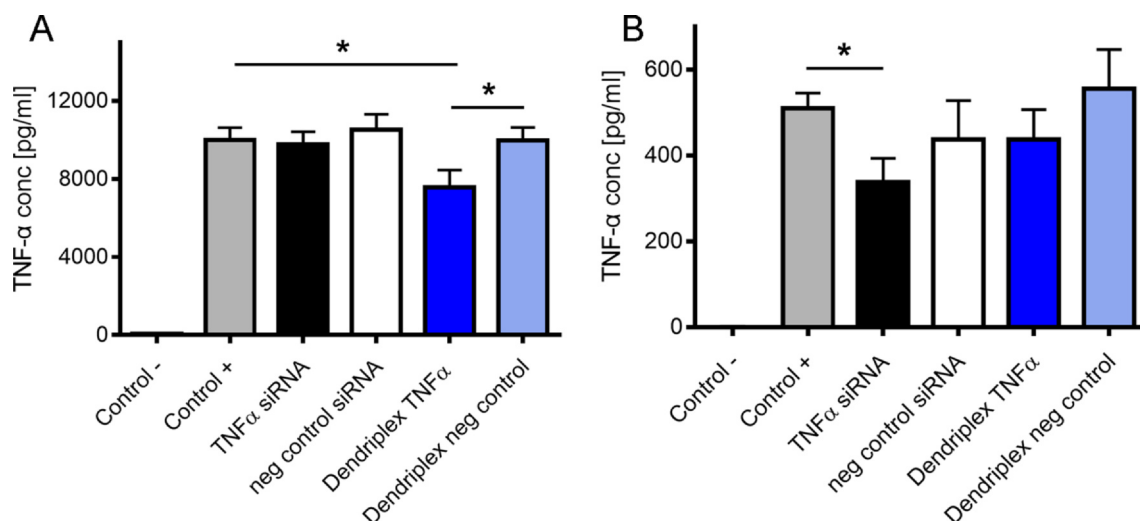 A
TNF-α conc [pg/ml]
12000
8000
4000
0
*
*
Control -
Control +
TNFα siRNA
neg control siRNA
Dendriplex TNFα
Dendriplex neg control
B
TNF-α conc [pg/ml]
600
400
200
0
*
Control -
Control +
TNFα siRNA
neg control siRNA
Dendriplex TNFα
Dendriplex neg control